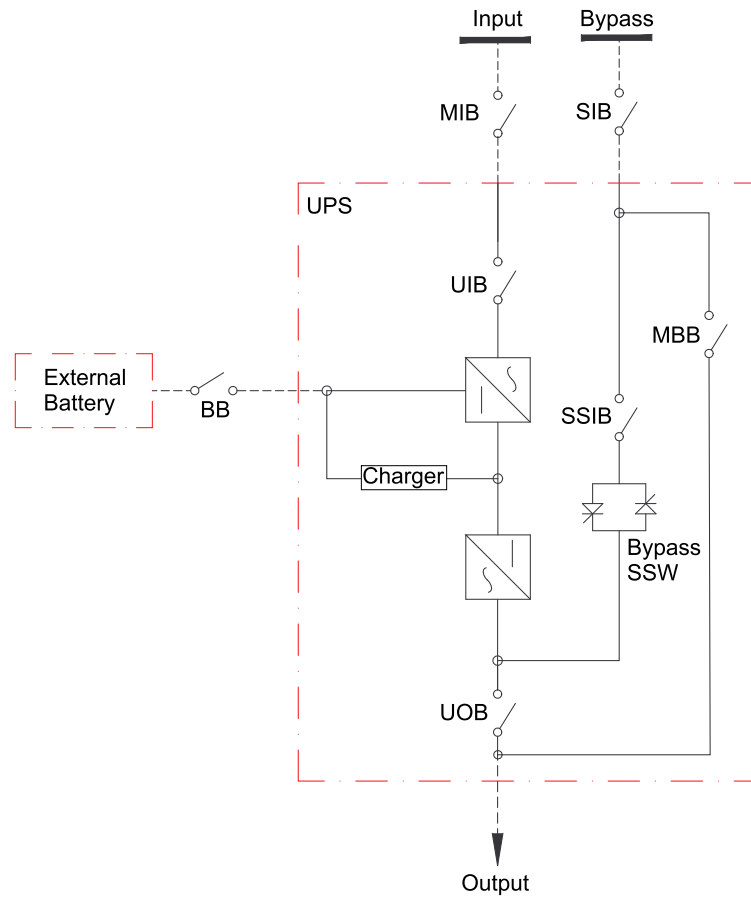 Input
Bypass
MIB
SIB
UPS
UIB
MBB
External
Battery
BB
SSIB
Charger
Bypass
SSW
UOB
Output